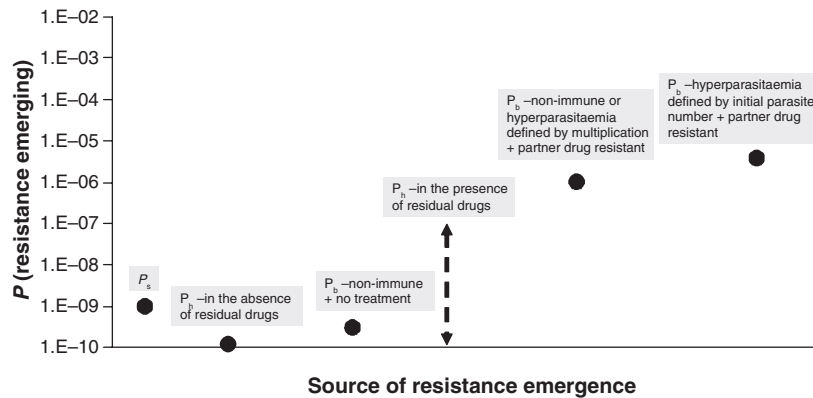 P (resistance emerging)
1.E–02
1.E–03
1.E–04
1.E–05
1.E–06
1.E–07
1.E–08
1.E–09
1.E–10
Ps
Ph –in the absence
of residual drugs
Pb –non-immune
+ no treatment
Ph –in the presence
of residual drugs
Pb –non-immune or
hyperparasitaemia
defined by multiplication
+ partner drug resistant
Pb –hyperparasitaemia
defined by initial parasite
number + partner drug
resistant
Source of resistance emergence